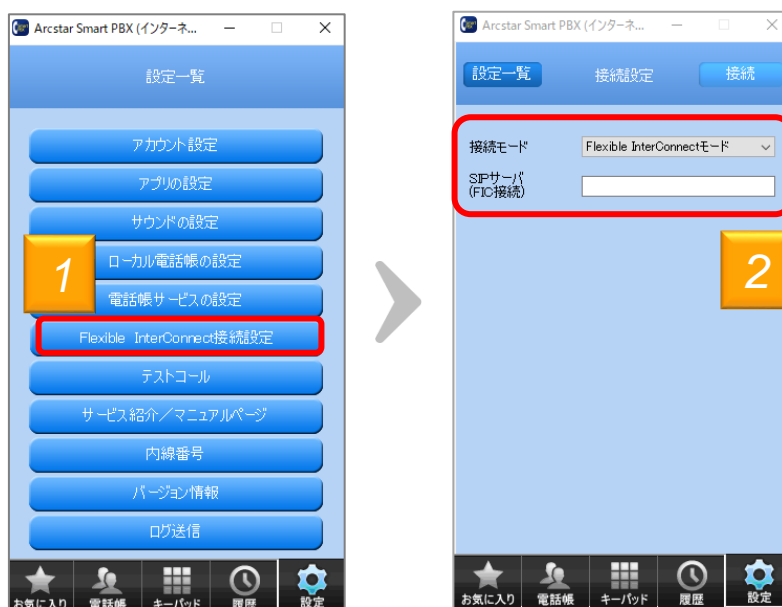 Arcstar Smart PBX (インターネ...
設定一覧
アカウント設定
アプリの設定
サウンドの設定
ローカル電話帳の設定
電話帳サービスの設定
Flexible InterConnect接続設定
テストコール
サービス紹介／マニュアルページ
内線番号
バージョン情報
ログ送信
お気に入り 電話帳 キーパッド 履歴 設定
1
Arcstar Smart PBX (インターネ...
設定一覧 接続設定 接続
接続モード Flexible InterConnectモード
SIPサーバ
(FIC接続)
2
お気に入り 電話帳 キーパッド 履歴 設定